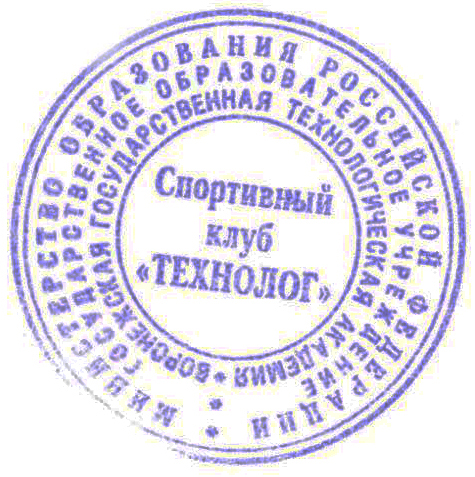 МИНИСТЕРСТВО ОБРАЗОВАНИЯ РОССИЙСКОЙ ФЕДЕРАЦИИ *
ГОСУДАРСТВЕННОЕ ОБРАЗОВАТЕЛЬНОЕ УЧРЕЖДЕНИЕ *
ВОРОНЕЖСКАЯ ГОСУДАРСТВЕННАЯ ТЕХНОЛОГИЧЕСКАЯ АКАДЕМИЯ *
Спортивный
клуб
«ТЕХНОЛОГ»